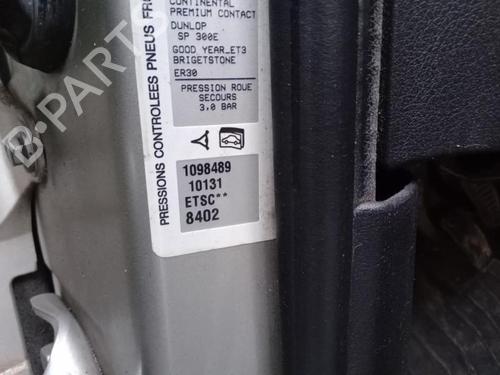 CONTINENTAL
PREMIUM CONTACT
DUNLOP
SP 300E
GOOD YEAR_ET3
BRIGETSTONE
ER30
PRESSION ROUE
SECOURS
3,0 BAR
PRESSIONS CONTROLEES PNEUS FR
1098489
10131
ETSC**
8402
B-PARTS